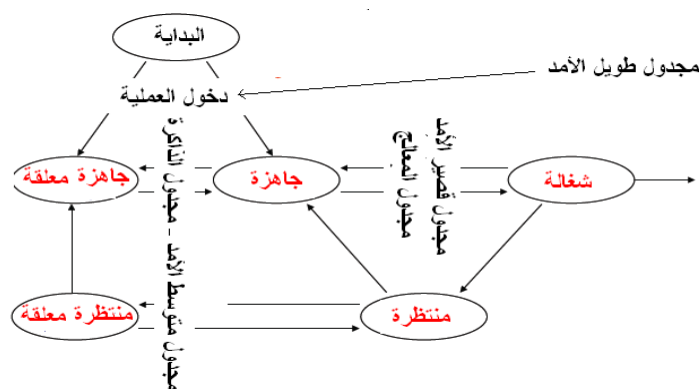 البداية
مجدول طويل الأمد
دخول العملية
مجدول قصير الأمد
مجدول المعالج
جاهزة معلقة
جاهزة
شغالة
مجدول متوسط الأمد - مجدول الذاكرة
منتظرة معلقة
منتظرة